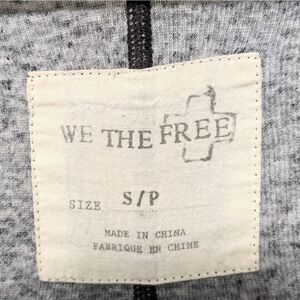 WE THE FREE
SIZE S/P
MADE IN CHINA
FABRIQUE EN CHINE